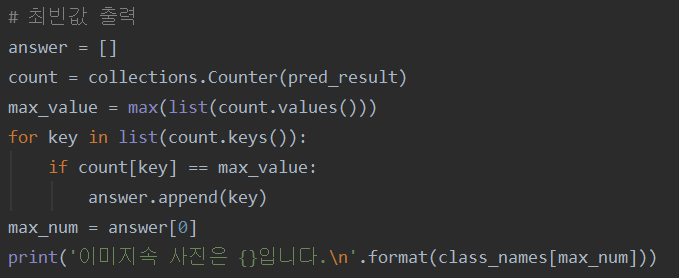 # 최빈값 출력
answer = []
count = collections.Counter(pred_result)
max_value = max(list(count.values()))
for key in list(count.keys()):
    if count[key] == max_value:
        answer.append(key)
max_num = answer[0]
print('이미지속 사진은 {}입니다.\n'.format(class_names[max_num]))